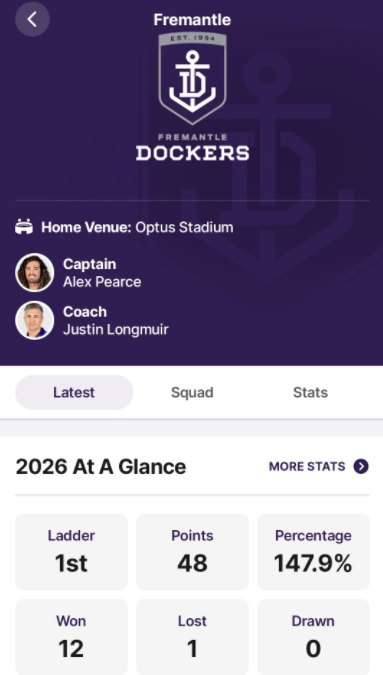 Fremantle
EST. 1994
FREMANTLE
DOCKERS
Home Venue: Optus Stadium
Captain
Alex Pearce
Coach
Justin Longmuir
Latest Squad Stats
2026 At A Glance MORE STATS
Ladder Points Percentage
1st 48 147.9%
Won Lost Drawn
12 1 0